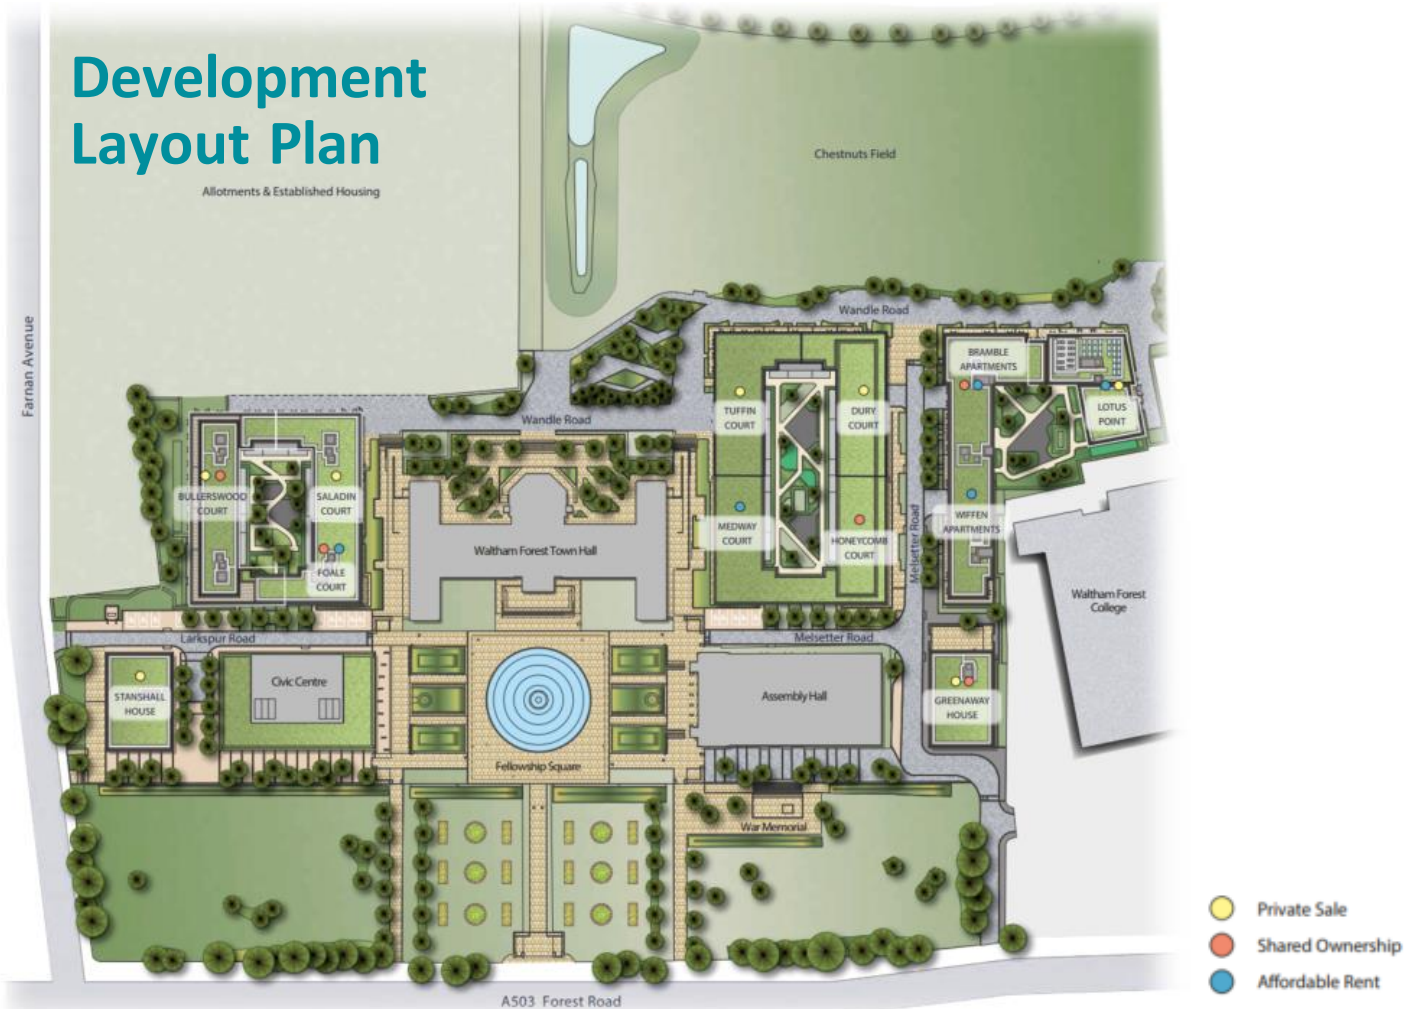 Development
Layout Plan
Allotments & Established Housing
Chestnuts Field
Farnan Avenue
Wandle Road
Wandle Road
BRAMBLE
APARTMENTS
TUFFIN
COURT
DURY
COURT
LOTUS
POINT
BULLERSWOOD
COURT
SALADIN
COURT
MEDWAY
COURT
HONEYCOMB
COURT
WIFFEN
APARTMENTS
Melsetter Road
Waltham Forest Town Hall
FOALE
COURT
Waltham Forest
College
Larkspur Road
Melsetter Road
STANSHALL
HOUSE
Civic Centre
Assembly Hall
GREENAWAY
HOUSE
Fellowship Square
War Memorial
Private Sale
Shared Ownership
Affordable Rent
A503 Forest Road